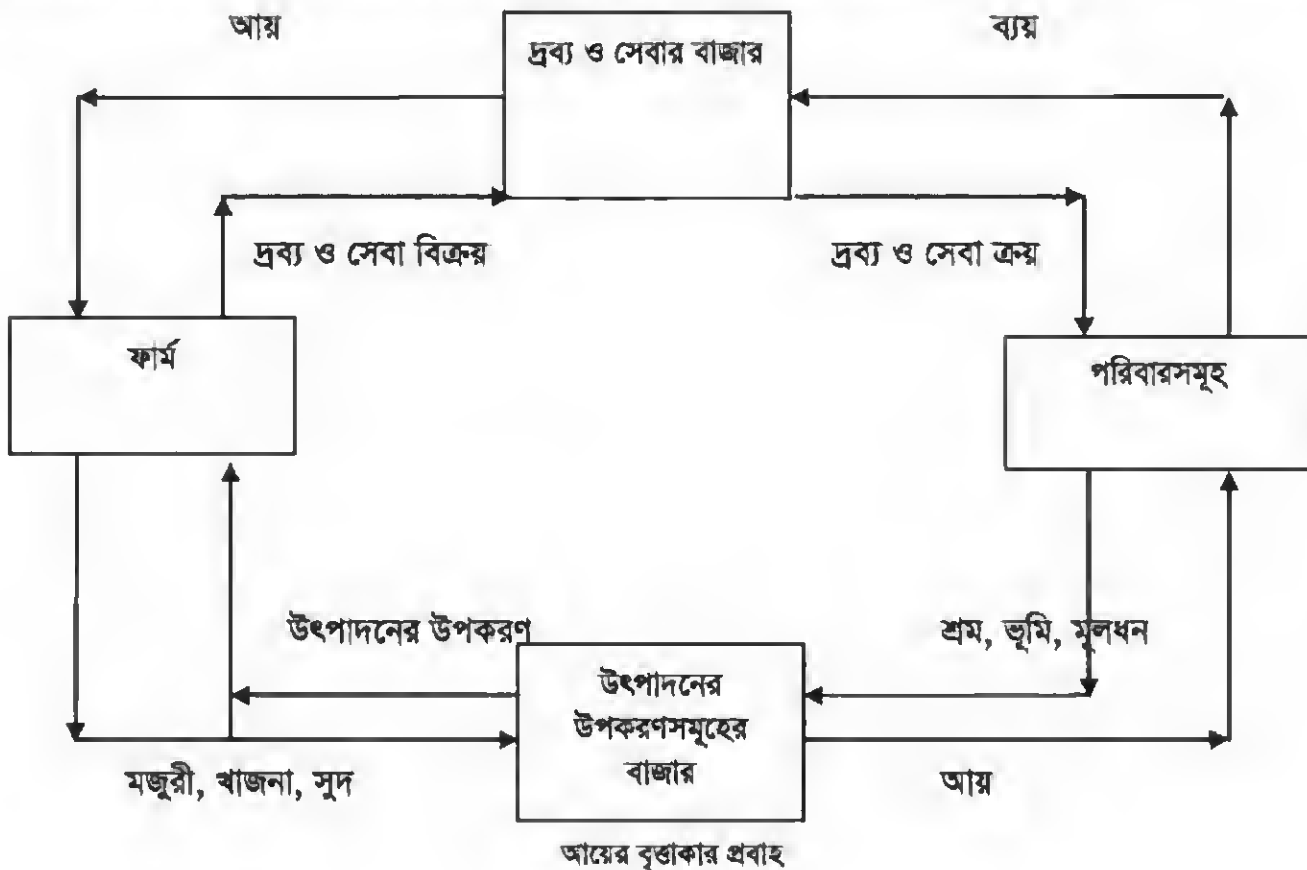 আয়
ব্যয়
দ্রব্য ও সেবার বাজার
দ্রব্য ও সেবা বিক্রয়
দ্রব্য ও সেবা ক্রয়
ফার্ম
পরিবারসমূহ
উৎপাদনের উপকরণ
শ্রম, ভূমি, মূলধন
উৎপাদনের
উপকরণসমূহের
বাজার
মজুরী, খাজনা, সুদ
আয়
আয়ের বৃত্তাকার প্রবাহ